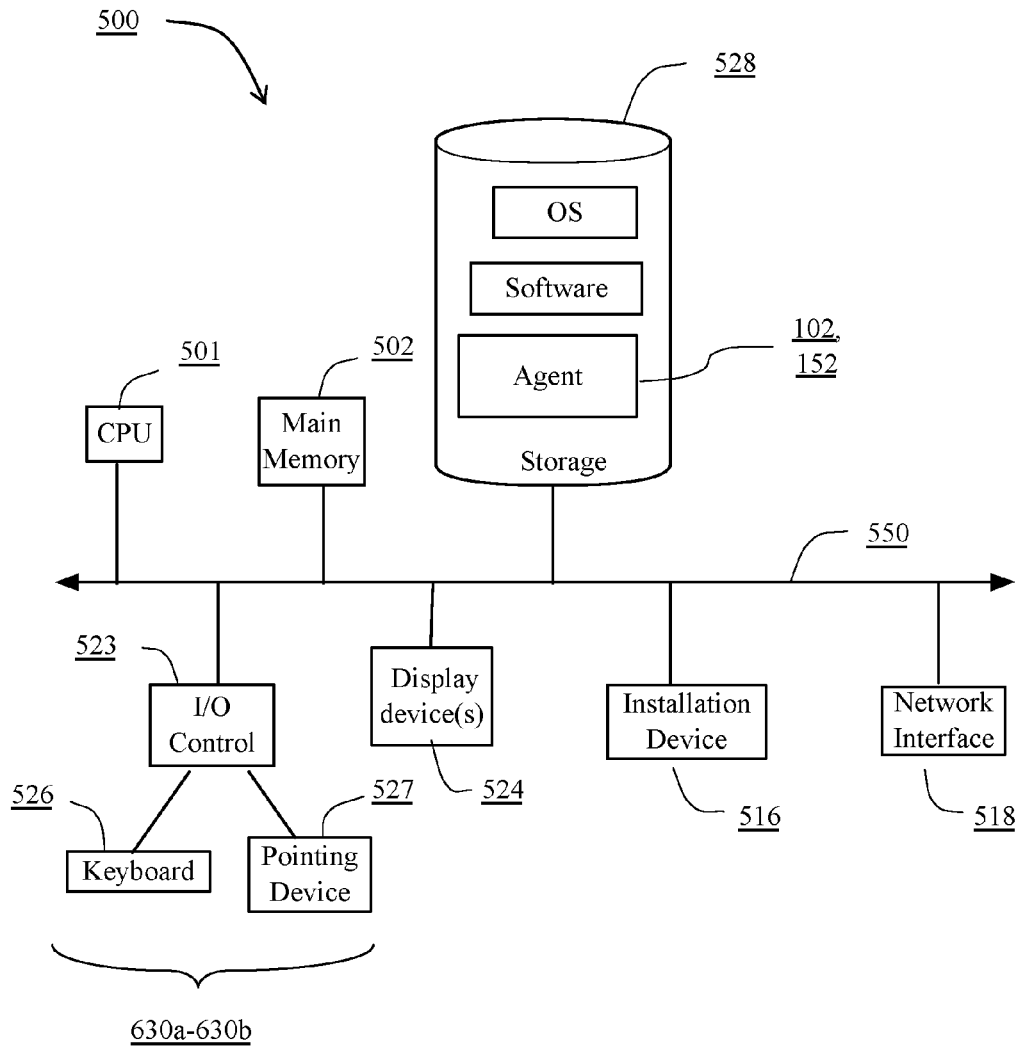 500
528
OS
Software
102,
152
Agent
501
502
CPU
Main
Memory
Storage
550
523
I/O
Control
Display
device(s)
Installation
Device
Network
Interface
526
527
524
516
518
Keyboard
Pointing
Device
630a-630b